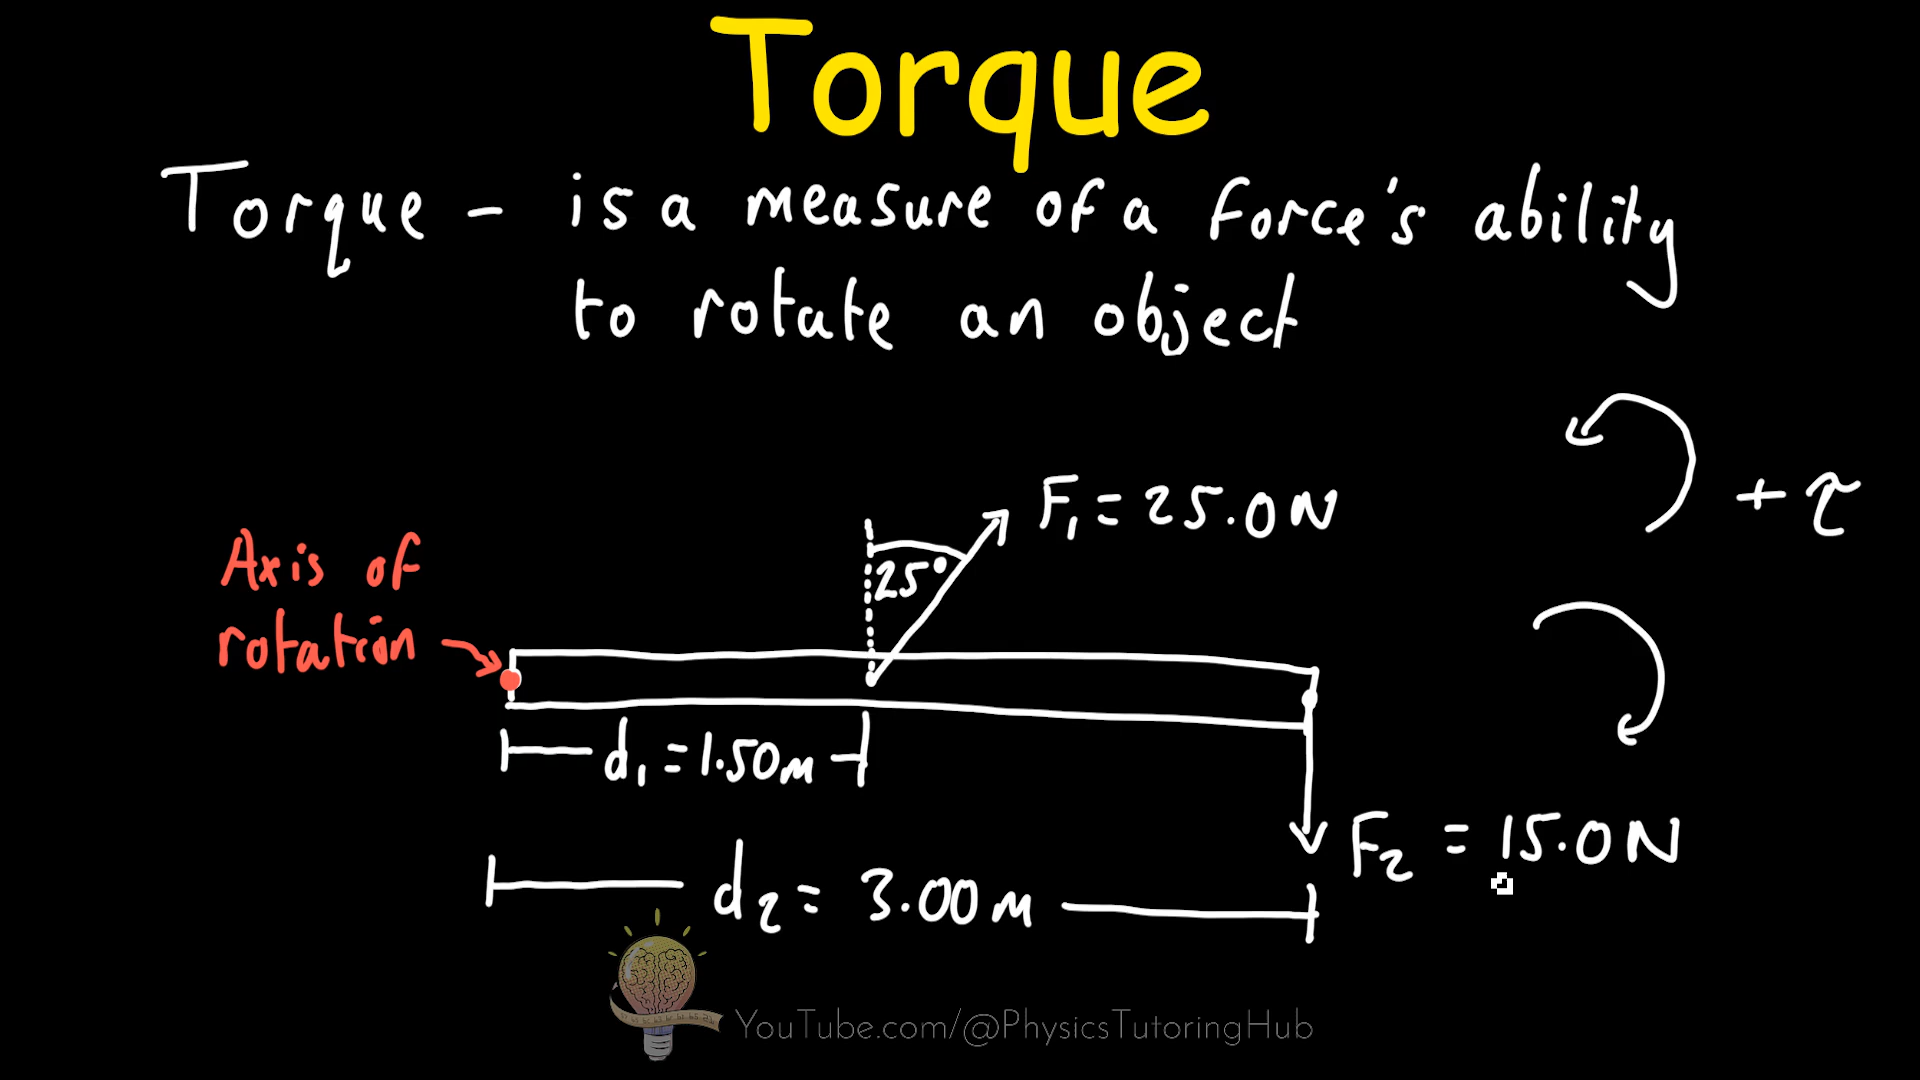 Torque
Torque - is a measure of a force's ability
to rotate an object
F₁ = 25.0N
+ τ
Axis of
rotation
25°
d₁ = 1.50m
F₂ = 15.0N
d₂ = 3.00m
YouTube.com/@PhysicsTutoringHub